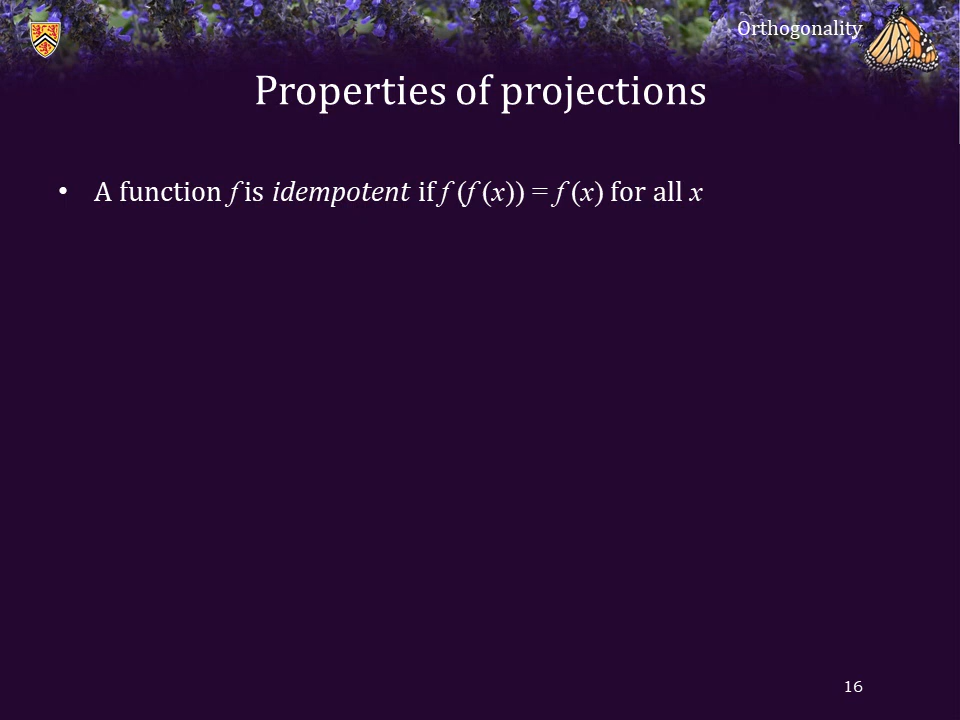 Orthogonality
Properties of projections
• A function f is idempotent if f (f (x)) = f (x) for all x
16